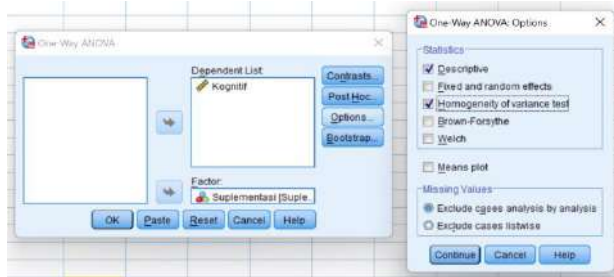 One-Way ANOVA
Dependent List:
Kognitif
Factor:
Suplementasi [Suple...
Contrasts...
Post Hoc...
Options...
Bootstrap...
OK
Paste
Reset
Cancel
Help
One-Way ANOVA: Options
Statistics
Descriptive
Fixed and random effects
Homogeneity of variance test
Brown-Forsythe
Welch
Means plot
Missing Values
Exclude cases analysis by analysis
Exclude cases listwise
Continue
Cancel
Help